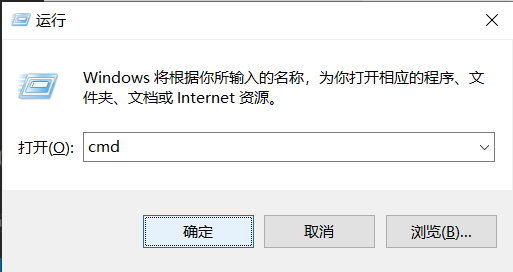 运行
Windows 将根据你所输入的名称，为你打开相应的程序、文
件夹、文档或 Internet 资源。
打开(O): cmd
确定 取消 浏览(B)...